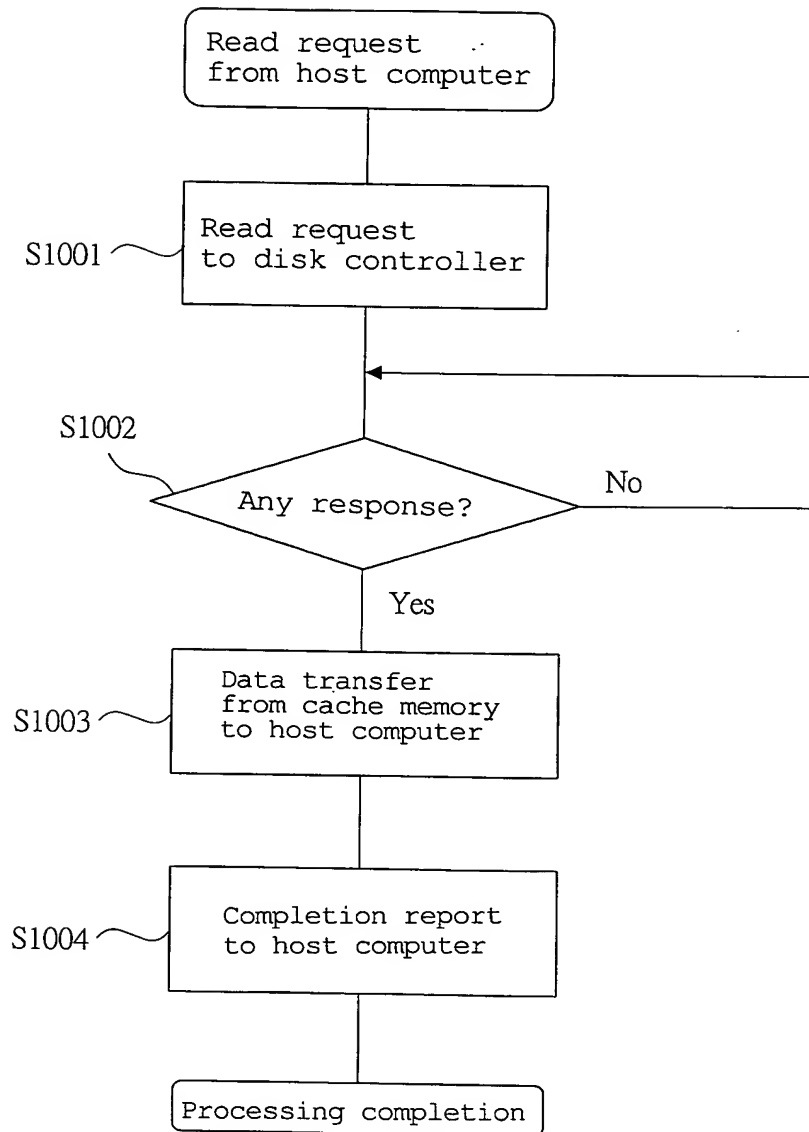 Read request
from host computer
S1001
Read request
to disk controller
S1002
Any response?
No
Yes
S1003
Data transfer
from cache memory
to host computer
S1004
Completion report
to host computer
Processing completion